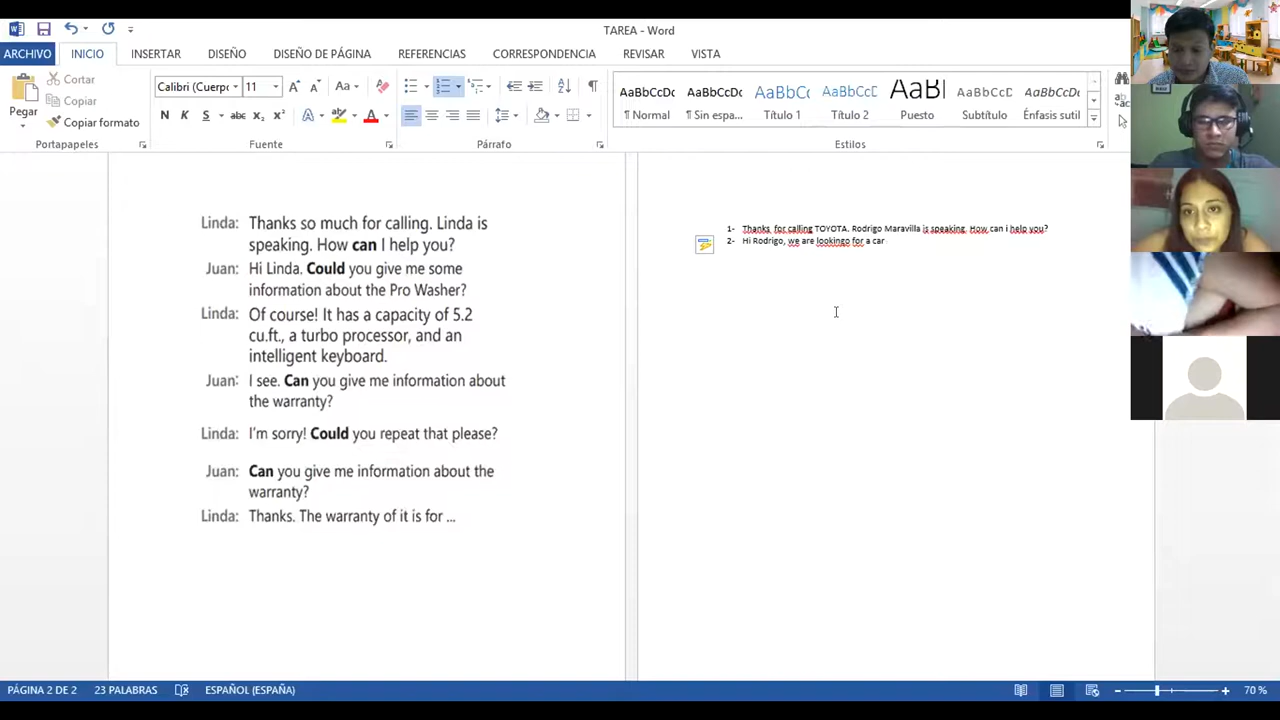 TAREA - Word
ARCHIVO INICIO INSERTAR DISEÑO DISEÑO DE PÁGINA REFERENCIAS CORRESPONDENCIA REVISAR VISTA
Pegar
Cortar
Copiar
Copiar formato
Portapapeles
Calibri (Cuerpo 11
Aa
N K S abc x₂ x² A A
Fuente
Párrafo
AaBbCcDc AaBbCcDc AaBbCc AaBbCcD AaBl AaBbCcD AaBbCcDc
¶ Normal ¶ Sin espa... Título 1 Título 2 Puesto Subtítulo Énfasis sutil
Estilos
Linda: Thanks so much for calling. Linda is
speaking. How can I help you?
Juan: Hi Linda. Could you give me some
information about the Pro Washer?
Linda: Of course! It has a capacity of 5.2
cu.ft., a turbo processor, and an
intelligent keyboard.
Juan: I see. Can you give me information about
the warranty?
Linda: I'm sorry! Could you repeat that please?
Juan: Can you give me information about the
warranty?
Linda: Thanks. The warranty of it is for ...
1- Thanks for calling TOYOTA. Rodrigo Maravilla is speaking. How can i help you?
2- Hi Rodrigo, we are lookingo for a car
PÁGINA 2 DE 2 23 PALABRAS ESPAÑOL (ESPAÑA) 70 %